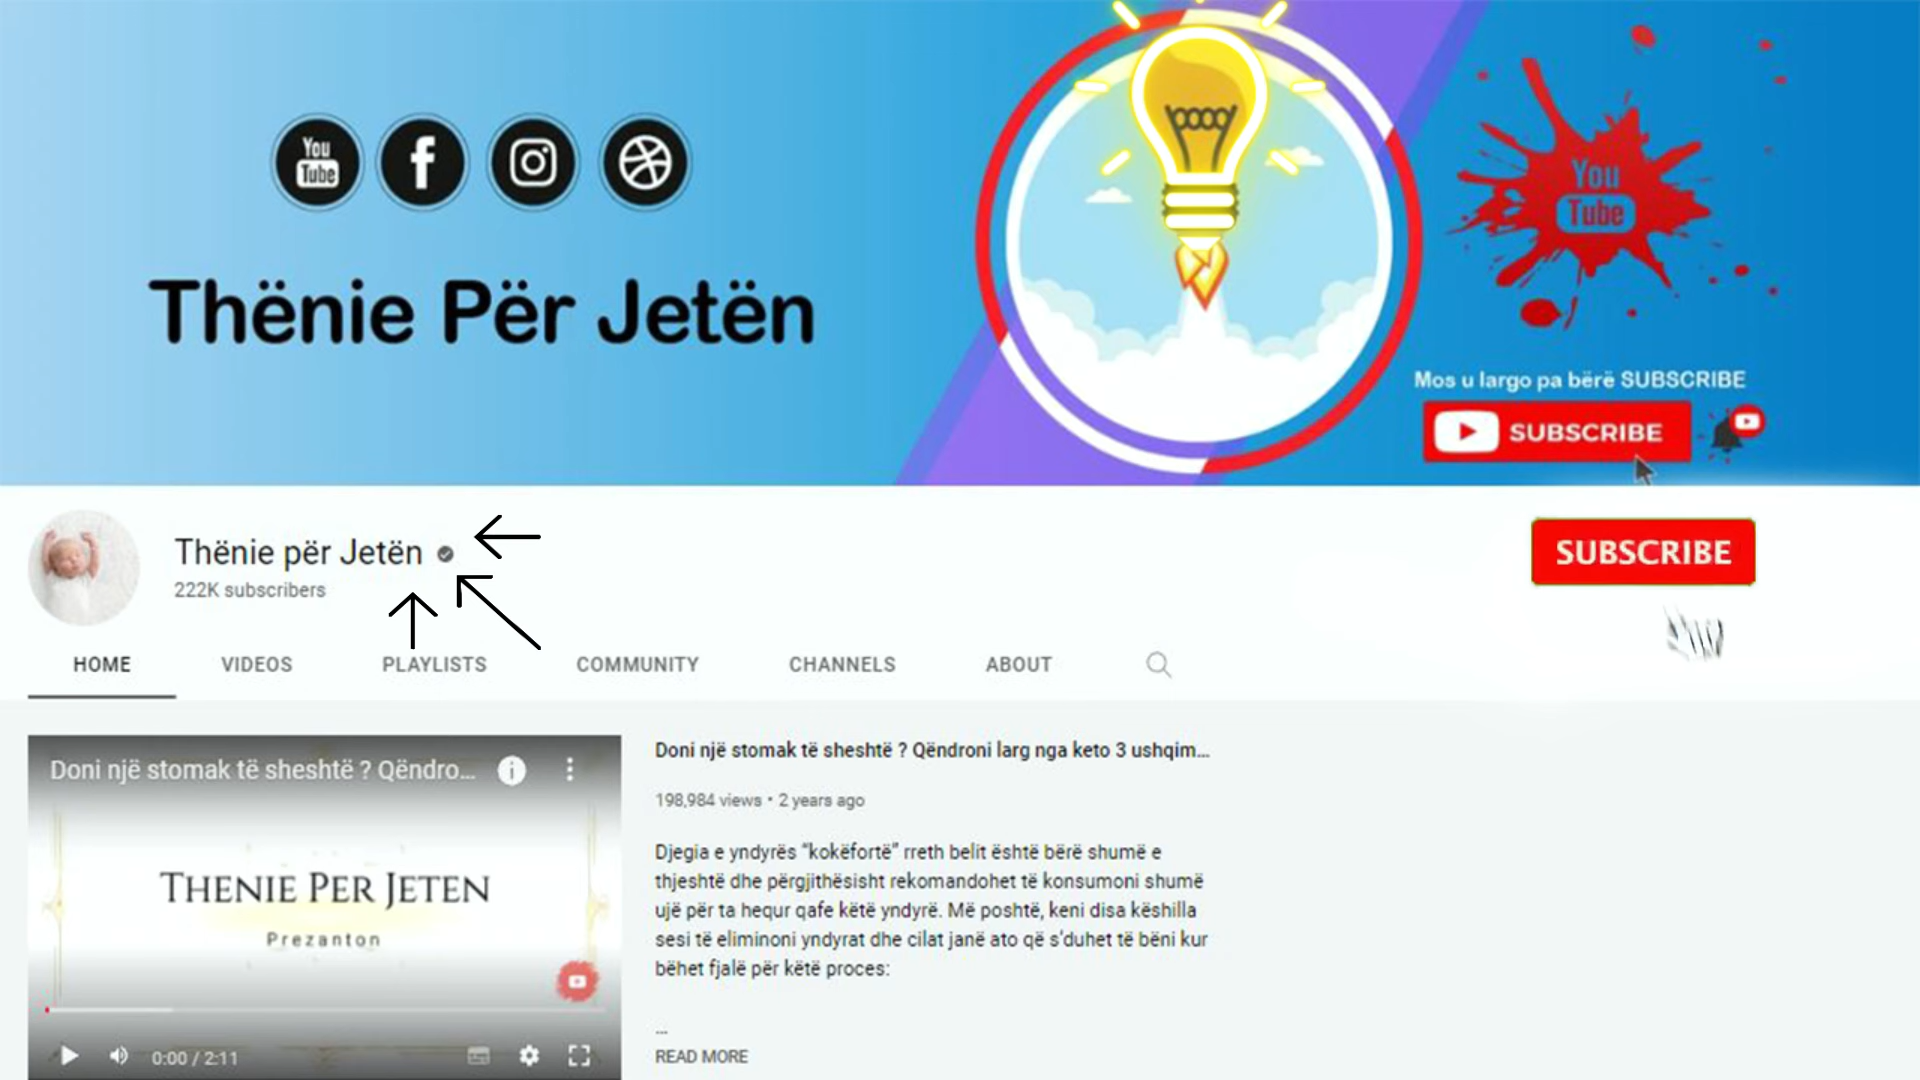 You
Tube
Thënie Për Jetën
You
Tube
Mos u largo pa bërë SUBSCRIBE
SUBSCRIBE
Thënie për Jetën
222K subscribers
SUBSCRIBE
HOME VIDEOS PLAYLISTS COMMUNITY CHANNELS ABOUT
Doni një stomak të sheshtë ? Qëndro...
THENIE PER JETEN
Prezanton
0:00 / 2:11
Doni një stomak të sheshtë ? Qëndroni larg nga keto 3 ushqim...
198,984 views • 2 years ago
Djegia e yndyrës “kokëfortë” rreth belit është bërë shumë e
thjeshtë dhe përgjithësisht rekomandohet të konsumoni shumë
ujë për ta hequr qafe këtë yndyrë. Më poshtë, keni disa këshilla
sesi të eliminoni yndyrat dhe cilat janë ato që s'duhet të bëni kur
bëhet fjalë për këtë proces:
...
READ MORE